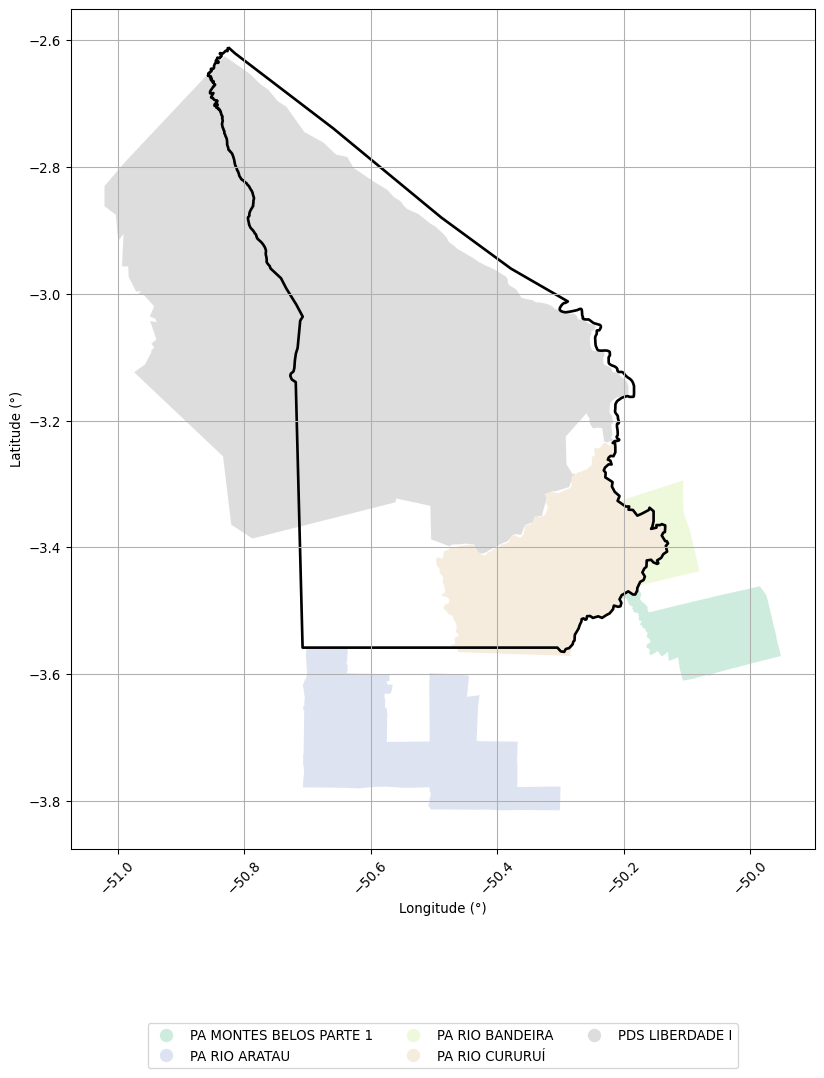 −2.6
−2.8
−3.0
−3.2
−3.4
−3.6
−3.8
Latitude (°)
−51.0 −50.8 −50.6 −50.4 −50.2 −50.0
Longitude (°)
PA MONTES BELOS PARTE 1 PA RIO BANDEIRA PDS LIBERDADE I
PA RIO ARATAU PA RIO CURURUÍ